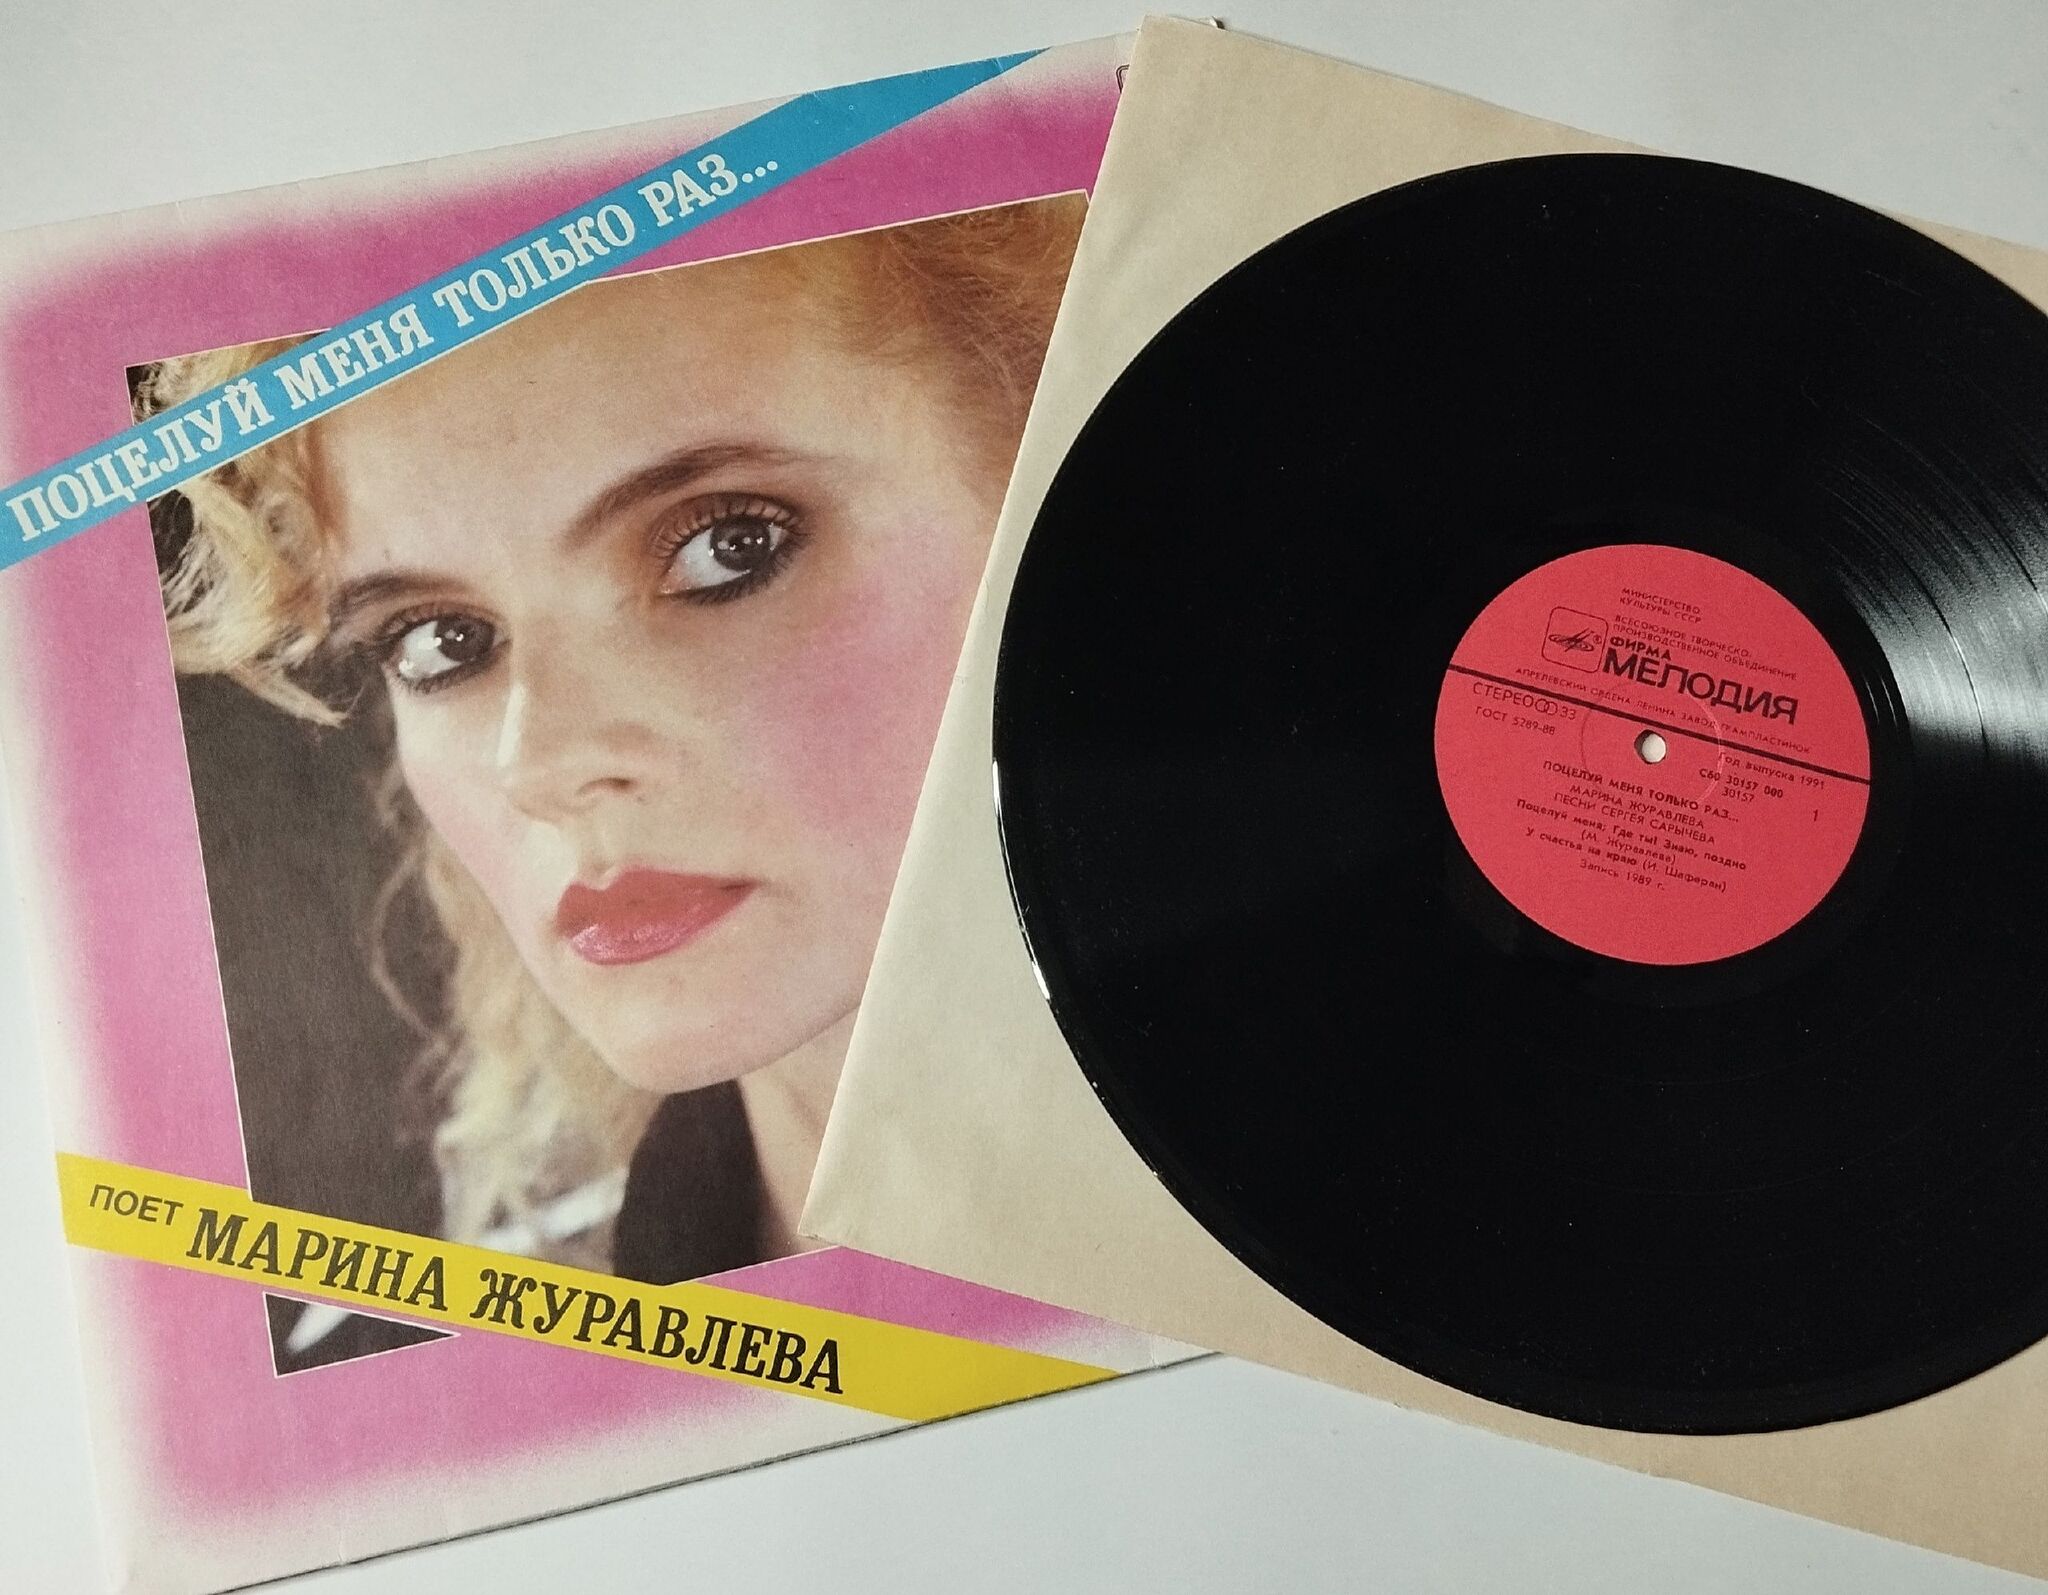 ПОЦЕЛУЙ МЕНЯ ТОЛЬКО РАЗ...
ПОЕТ МАРИНА ЖУРАВЛЕВА
МИНИСТЕРСТВО
КУЛЬТУРЫ СССР
ВСЕСОЮЗНОЕ ТВОРЧЕСКО-
ПРОИЗВОДСТВЕННОЕ ОБЪЕДИНЕНИЕ
ФИРМА
МЕЛОДИЯ
АПРЕЛЕВСКИЙ ОРДЕНА ЛЕНИНА ЗАВОД ГРАМПЛАСТИНОК
СТЕРЕО 33
ГОСТ 5289-88
Год выпуска 1991
С60 30157 000
30157
1
ПОЦЕЛУЙ МЕНЯ ТОЛЬКО РАЗ...
МАРИНА ЖУРАВЛЕВА
ПЕСНИ СЕРГЕЯ САРЫЧЕВА
Поцелуй меня; Где ты! Знаю, поздно
(М. Журавлева)
У счастья на краю (И. Шаферан)
Запись 1989 г.